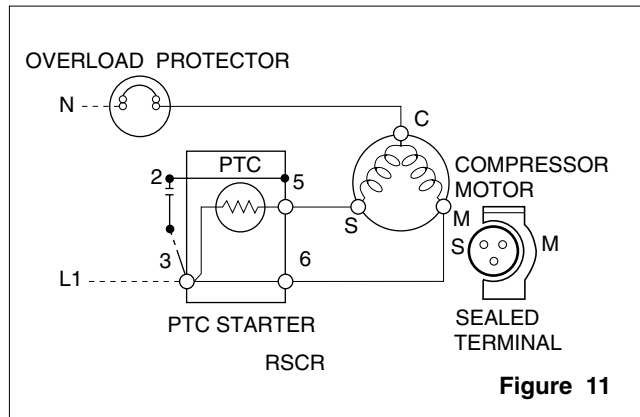 OVERLOAD PROTECTOR
N
C
PTC
2
5
COMPRESSOR
MOTOR
S
M
S
M
3
6
L1
PTC STARTER
SEALED
TERMINAL
RSCR
Figure 11